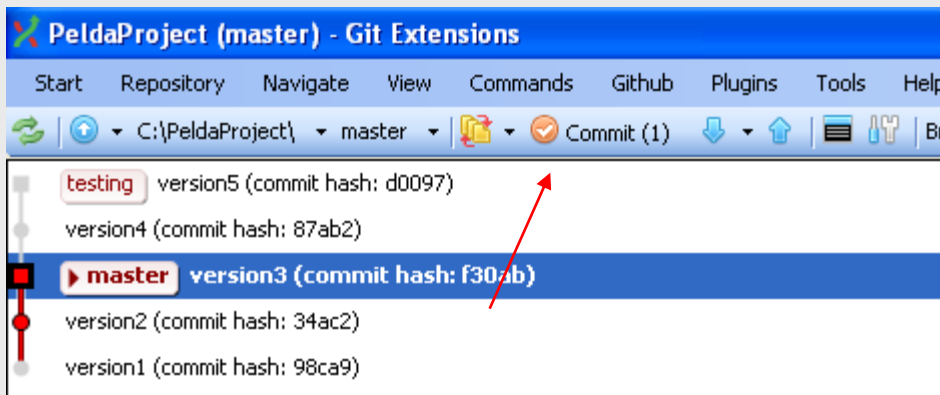 PeldaProject (master) - Git Extensions
Start Repository Navigate View Commands Github Plugins Tools Help
C:\PeldaProject\ master Commit (1)
testing version5 (commit hash: d0097)
version4 (commit hash: 87ab2)
master version3 (commit hash: f30ab)
version2 (commit hash: 34ac2)
version1 (commit hash: 98ca9)